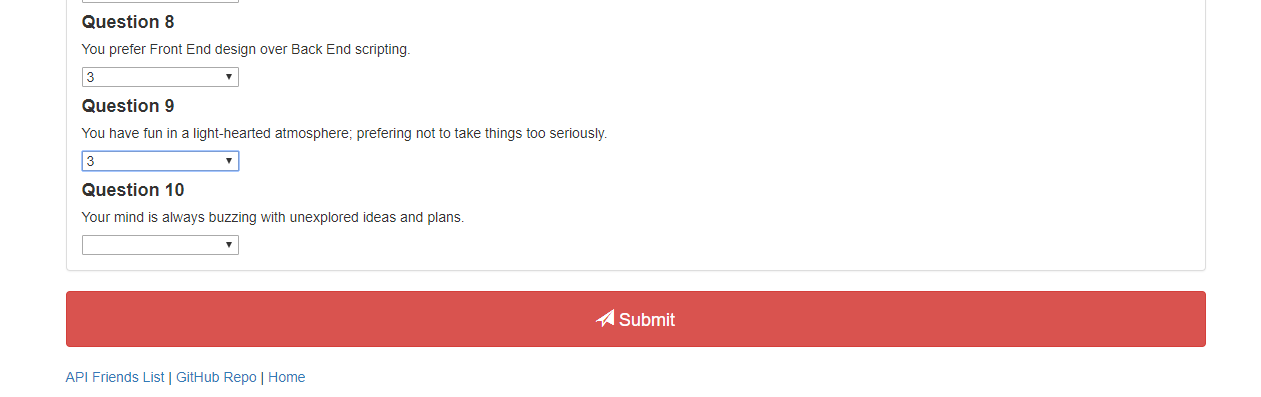 Question 8
You prefer Front End design over Back End scripting.
3
Question 9
You have fun in a light-hearted atmosphere; prefering not to take things too seriously.
3
Question 10
Your mind is always buzzing with unexplored ideas and plans.
Submit
API Friends List | GitHub Repo | Home